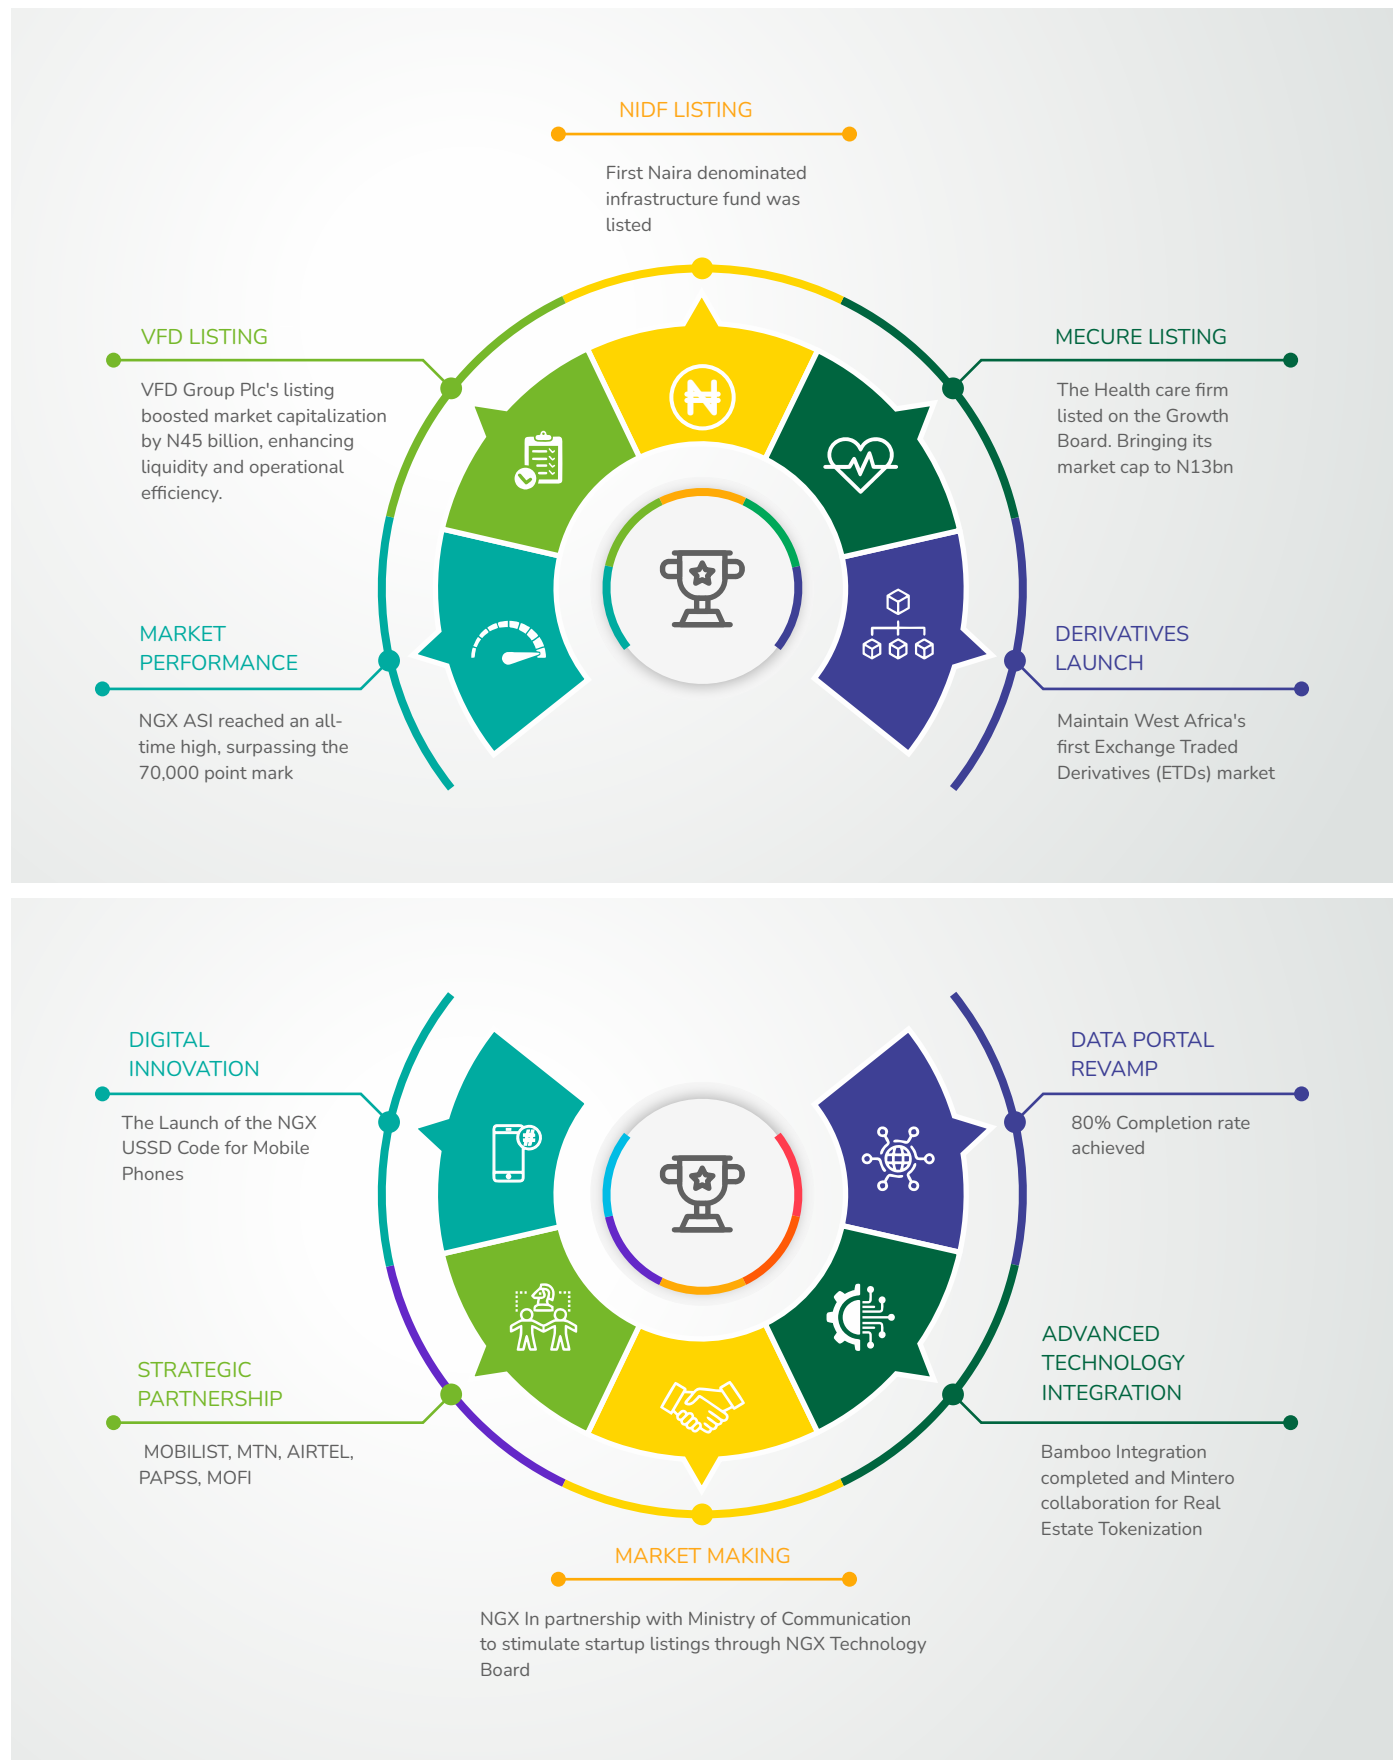 NIDF LISTING
First Naira denominated
infrastructure fund was
listed
VFD LISTING
VFD Group Plc's listing
boosted market capitalization
by N45 billion, enhancing
liquidity and operational
efficiency.
MECURE LISTING
The Health care firm
listed on the Growth
Board. Bringing its
market cap to N13bn
MARKET
PERFORMANCE
NGX ASI reached an all-
time high, surpassing the
70,000 point mark
DERIVATIVES
LAUNCH
Maintain West Africa's
first Exchange Traded
Derivatives (ETDs) market
DIGITAL
INNOVATION
The Launch of the NGX
USSD Code for Mobile
Phones
#
DATA PORTAL
REVAMP
80% Completion rate
achieved
STRATEGIC
PARTNERSHIP
MOBILIST, MTN, AIRTEL,
PAPSS, MOFI
ADVANCED
TECHNOLOGY
INTEGRATION
Bamboo Integration
completed and Mintero
collaboration for Real
Estate Tokenization
MARKET MAKING
NGX In partnership with Ministry of Communication
to stimulate startup listings through NGX Technology
Board